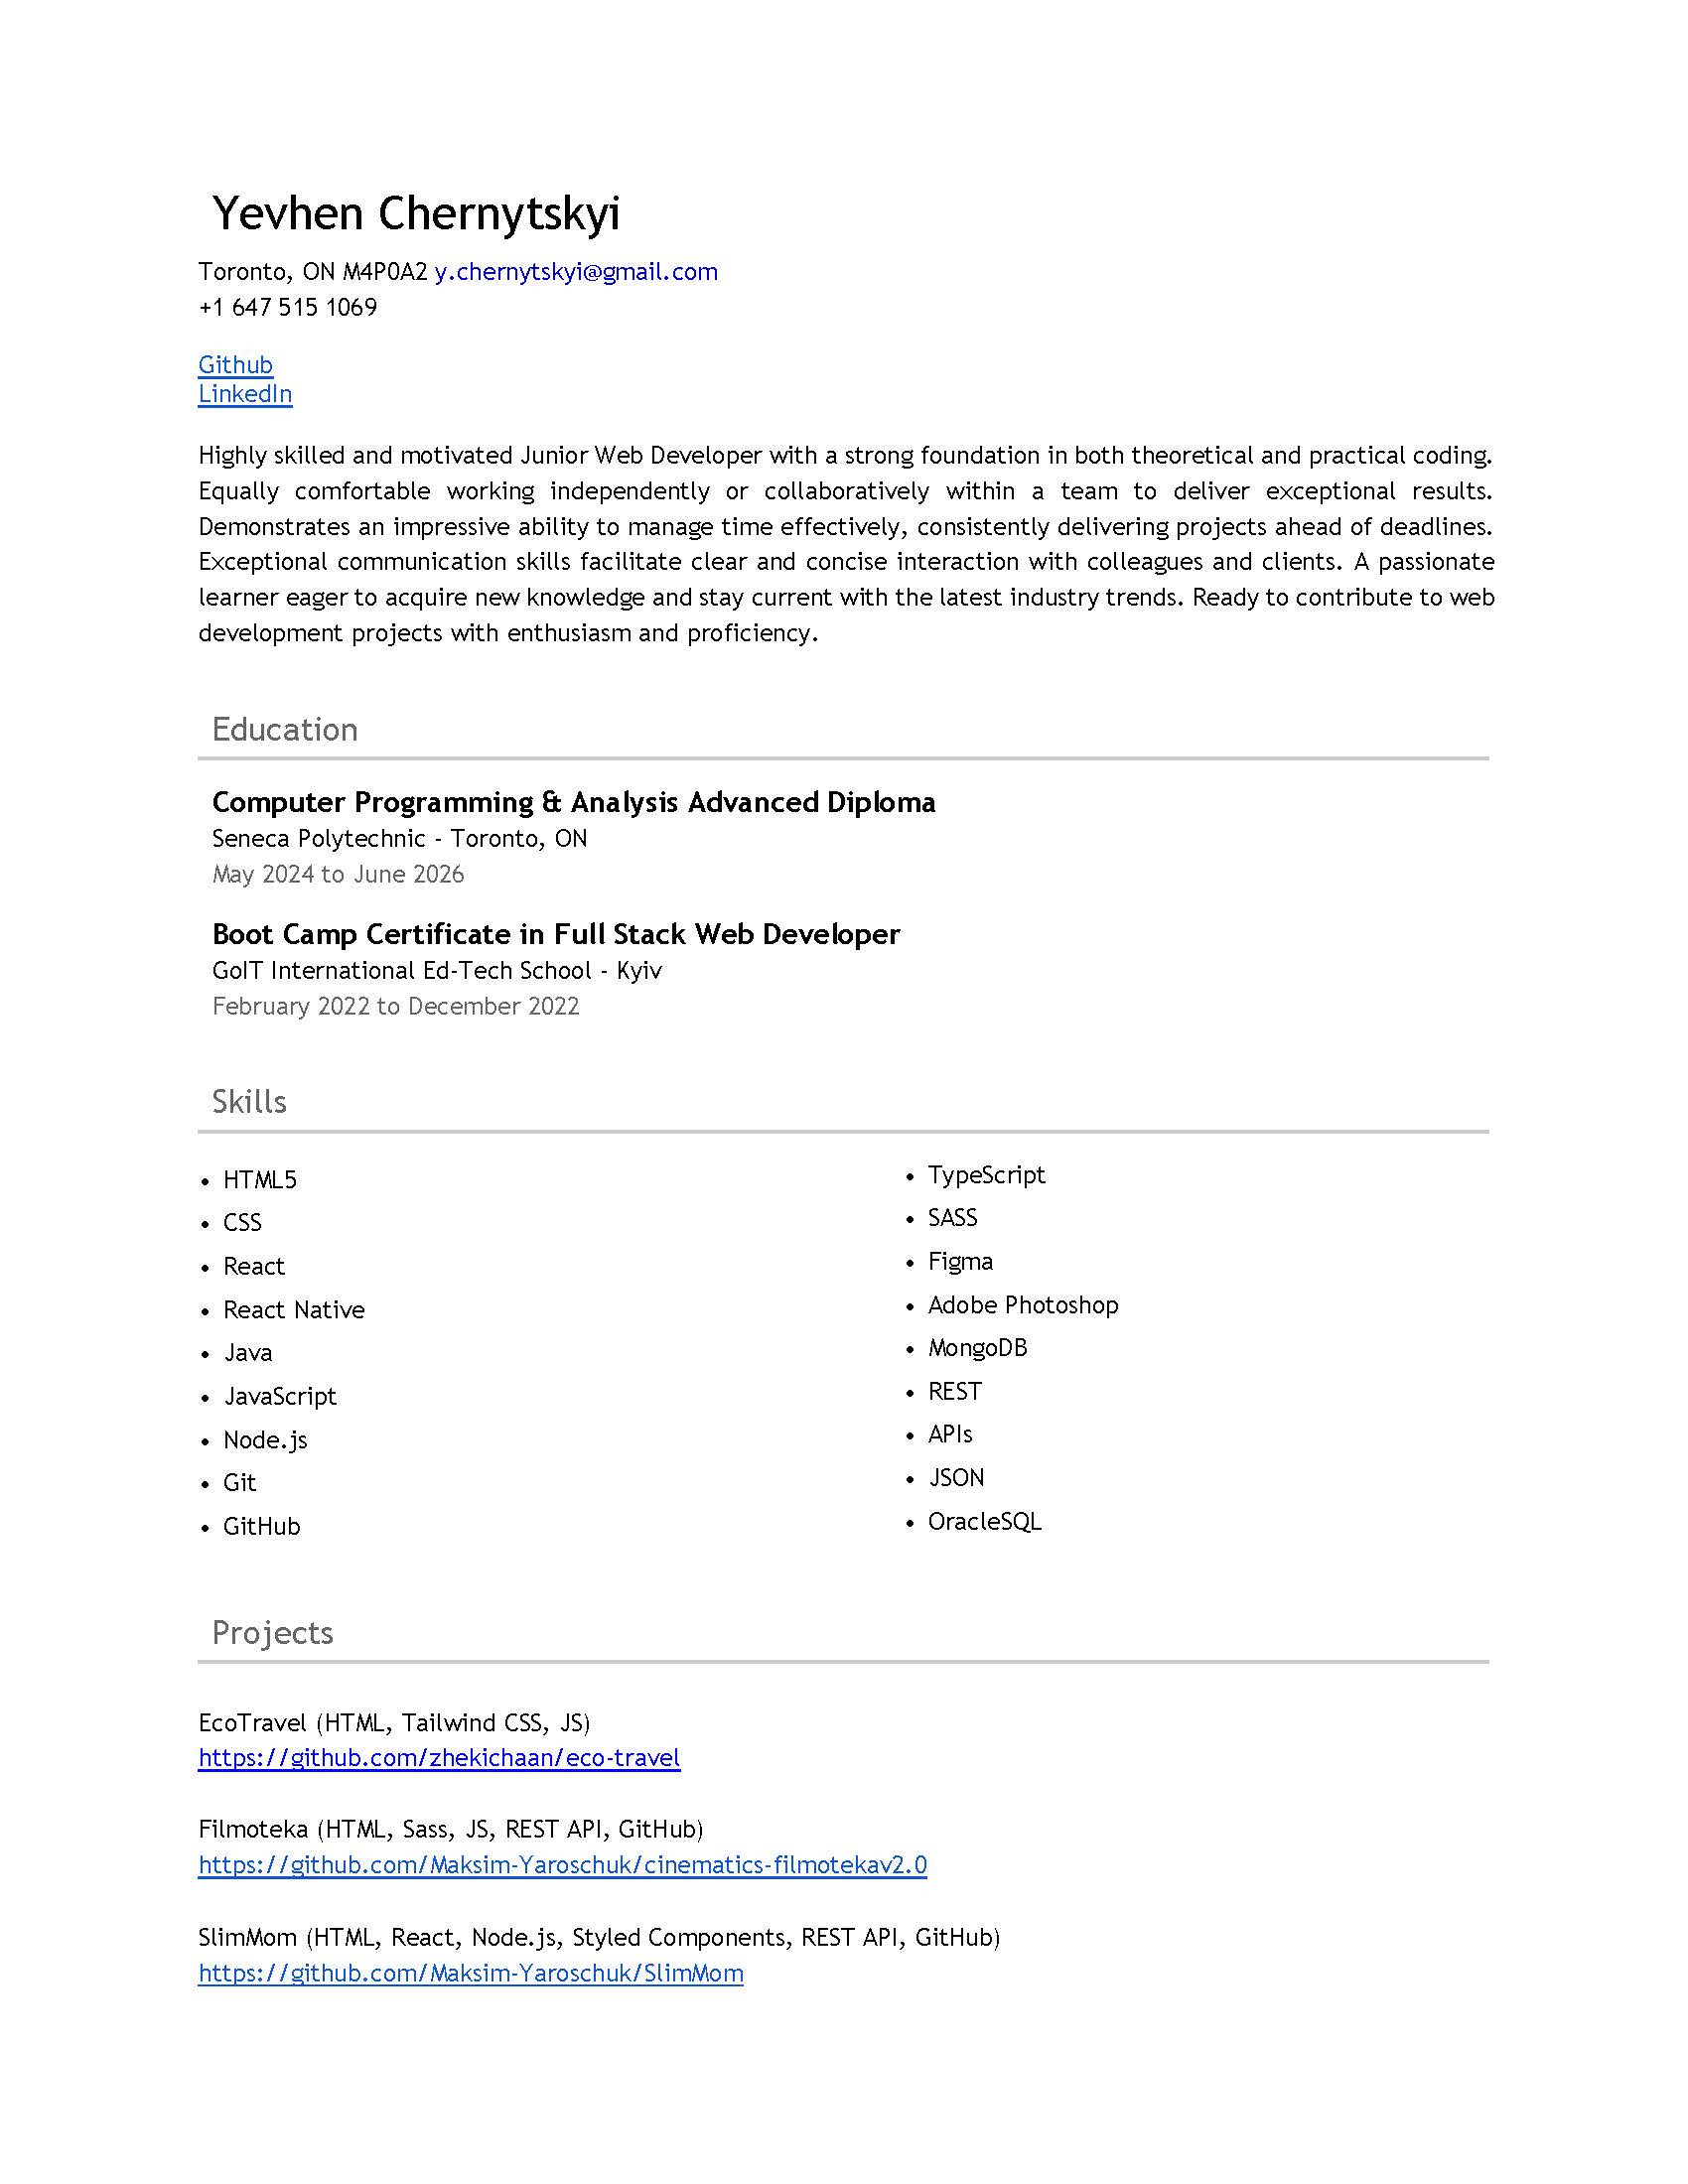 Yevhen Chernytskyi
Toronto, ON M4P0A2 y.chernytskyi@gmail.com
+1 647 515 1069
Github
LinkedIn
Highly skilled and motivated Junior Web Developer with a strong foundation in both theoretical and practical coding.
Equally comfortable working independently or collaboratively within a team to deliver exceptional results.
Demonstrates an impressive ability to manage time effectively, consistently delivering projects ahead of deadlines.
Exceptional communication skills facilitate clear and concise interaction with colleagues and clients. A passionate
learner eager to acquire new knowledge and stay current with the latest industry trends. Ready to contribute to web
development projects with enthusiasm and proficiency.
Education
Computer Programming & Analysis Advanced Diploma
Seneca Polytechnic - Toronto, ON
May 2024 to June 2026
Boot Camp Certificate in Full Stack Web Developer
GoIT International Ed-Tech School - Kyiv
February 2022 to December 2022
Skills
• HTML5
• CSS
• React
• React Native
• Java
• JavaScript
• Node.js
• Git
• GitHub
• TypeScript
• SASS
• Figma
• Adobe Photoshop
• MongoDB
• REST
• APIs
• JSON
• OracleSQL
Projects
EcoTravel (HTML, Tailwind CSS, JS)
https://github.com/zhekichaan/eco-travel
Filmoteka (HTML, Sass, JS, REST API, GitHub)
https://github.com/Maksim-Yaroschuk/cinematics-filmotekav2.0
SlimMom (HTML, React, Node.js, Styled Components, REST API, GitHub)
https://github.com/Maksim-Yaroschuk/SlimMom